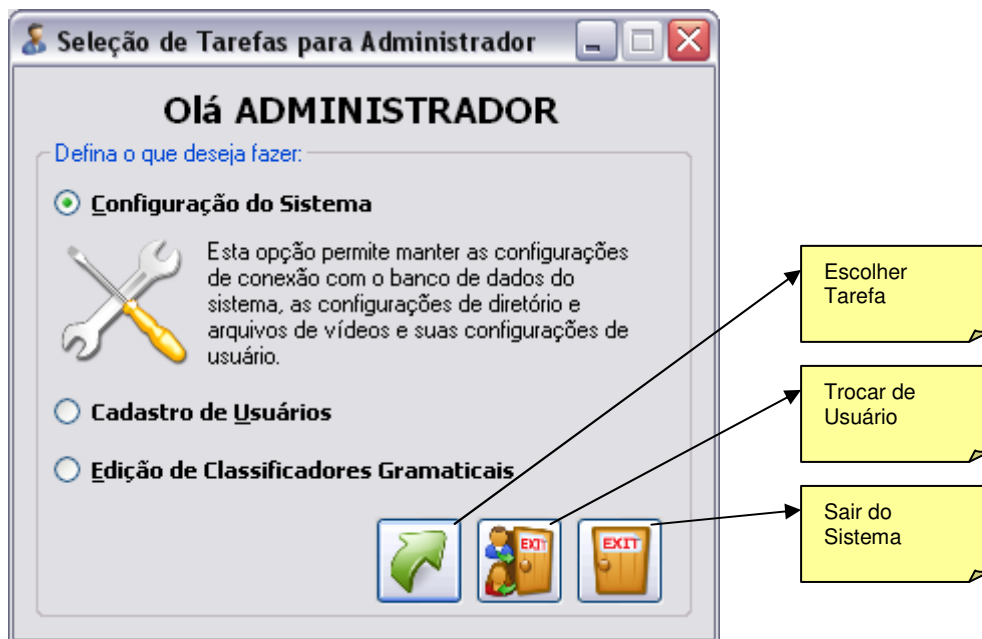 Seleção de Tarefas para Administrador
Olá ADMINISTRADOR
Defina o que deseja fazer:
Configuração do Sistema
Esta opção permite manter as configurações
de conexão com o banco de dados do
sistema, as configurações de diretório e
arquivos de vídeos e suas configurações de
usuário.
Cadastro de Usuários
Edição de Classificadores Gramaticais
EXIT
EXIT
Escolher
Tarefa
Trocar de
Usuário
Sair do
Sistema